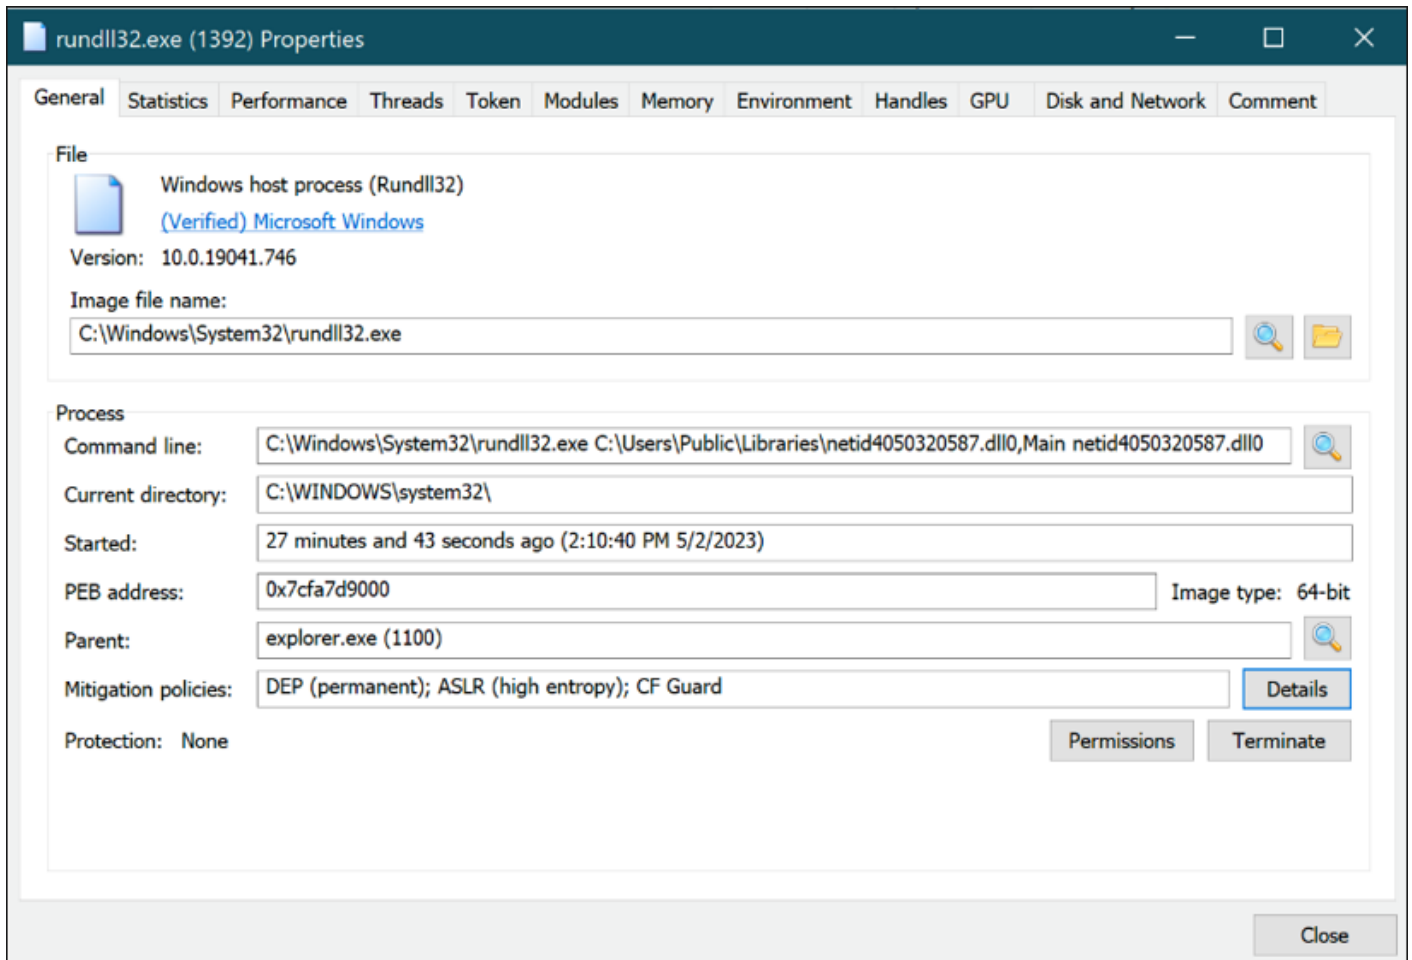 rundll32.exe (1392) Properties
General Statistics Performance Threads Token Modules Memory Environment Handles GPU Disk and Network Comment
File
Windows host process (Rundll32)
(Verified) Microsoft Windows
Version: 10.0.19041.746
Image file name:
C:\Windows\System32\rundll32.exe
Process
Command line: C:\Windows\System32\rundll32.exe C:\Users\Public\Libraries\netid4050320587.dll0,Main netid4050320587.dll0
Current directory: C:\WINDOWS\system32\
Started: 27 minutes and 43 seconds ago (2:10:40 PM 5/2/2023)
PEB address: 0x7cfa7d9000 Image type: 64-bit
Parent: explorer.exe (1100)
Mitigation policies: DEP (permanent); ASLR (high entropy); CF Guard Details
Protection: None Permissions Terminate
Close